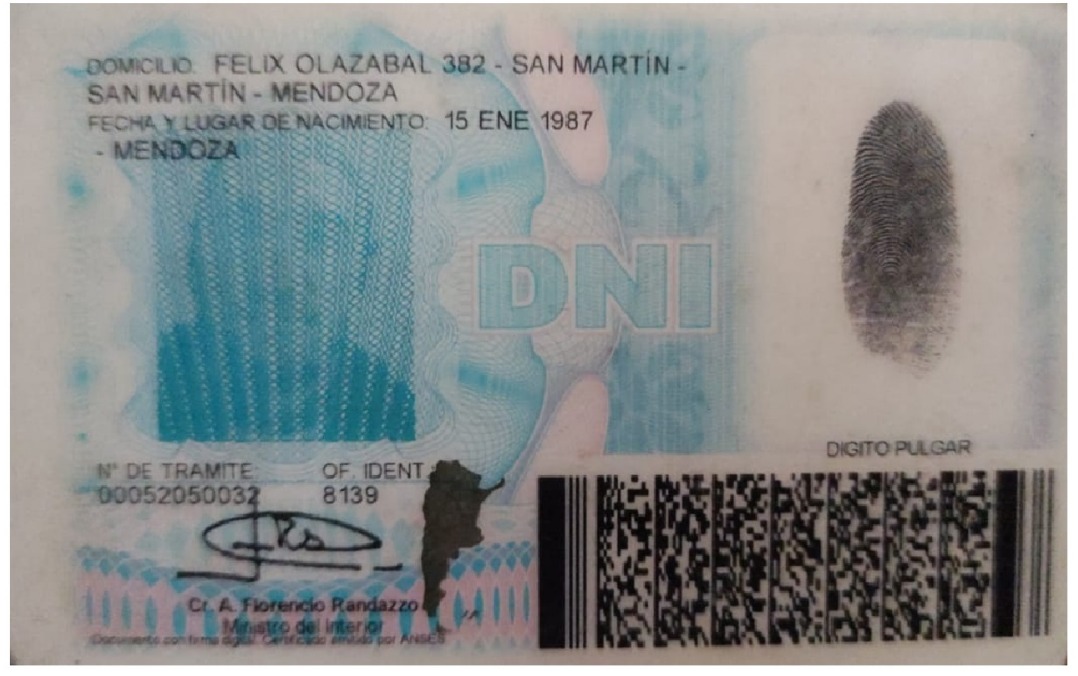 DOMICILIO: FELIX OLAZABAL 382 - SAN MARTÍN -
SAN MARTÍN - MENDOZA
FECHA Y LUGAR DE NACIMIENTO: 15 ENE 1987
- MENDOZA
DNI
DIGITO PULGAR
N° DE TRAMITE: OF. IDENT.:
00052050032 8139
Cr. A. Florencio Randazzo
Ministro del Interior
Documento con firma digital. Certificado emitido por ANSES